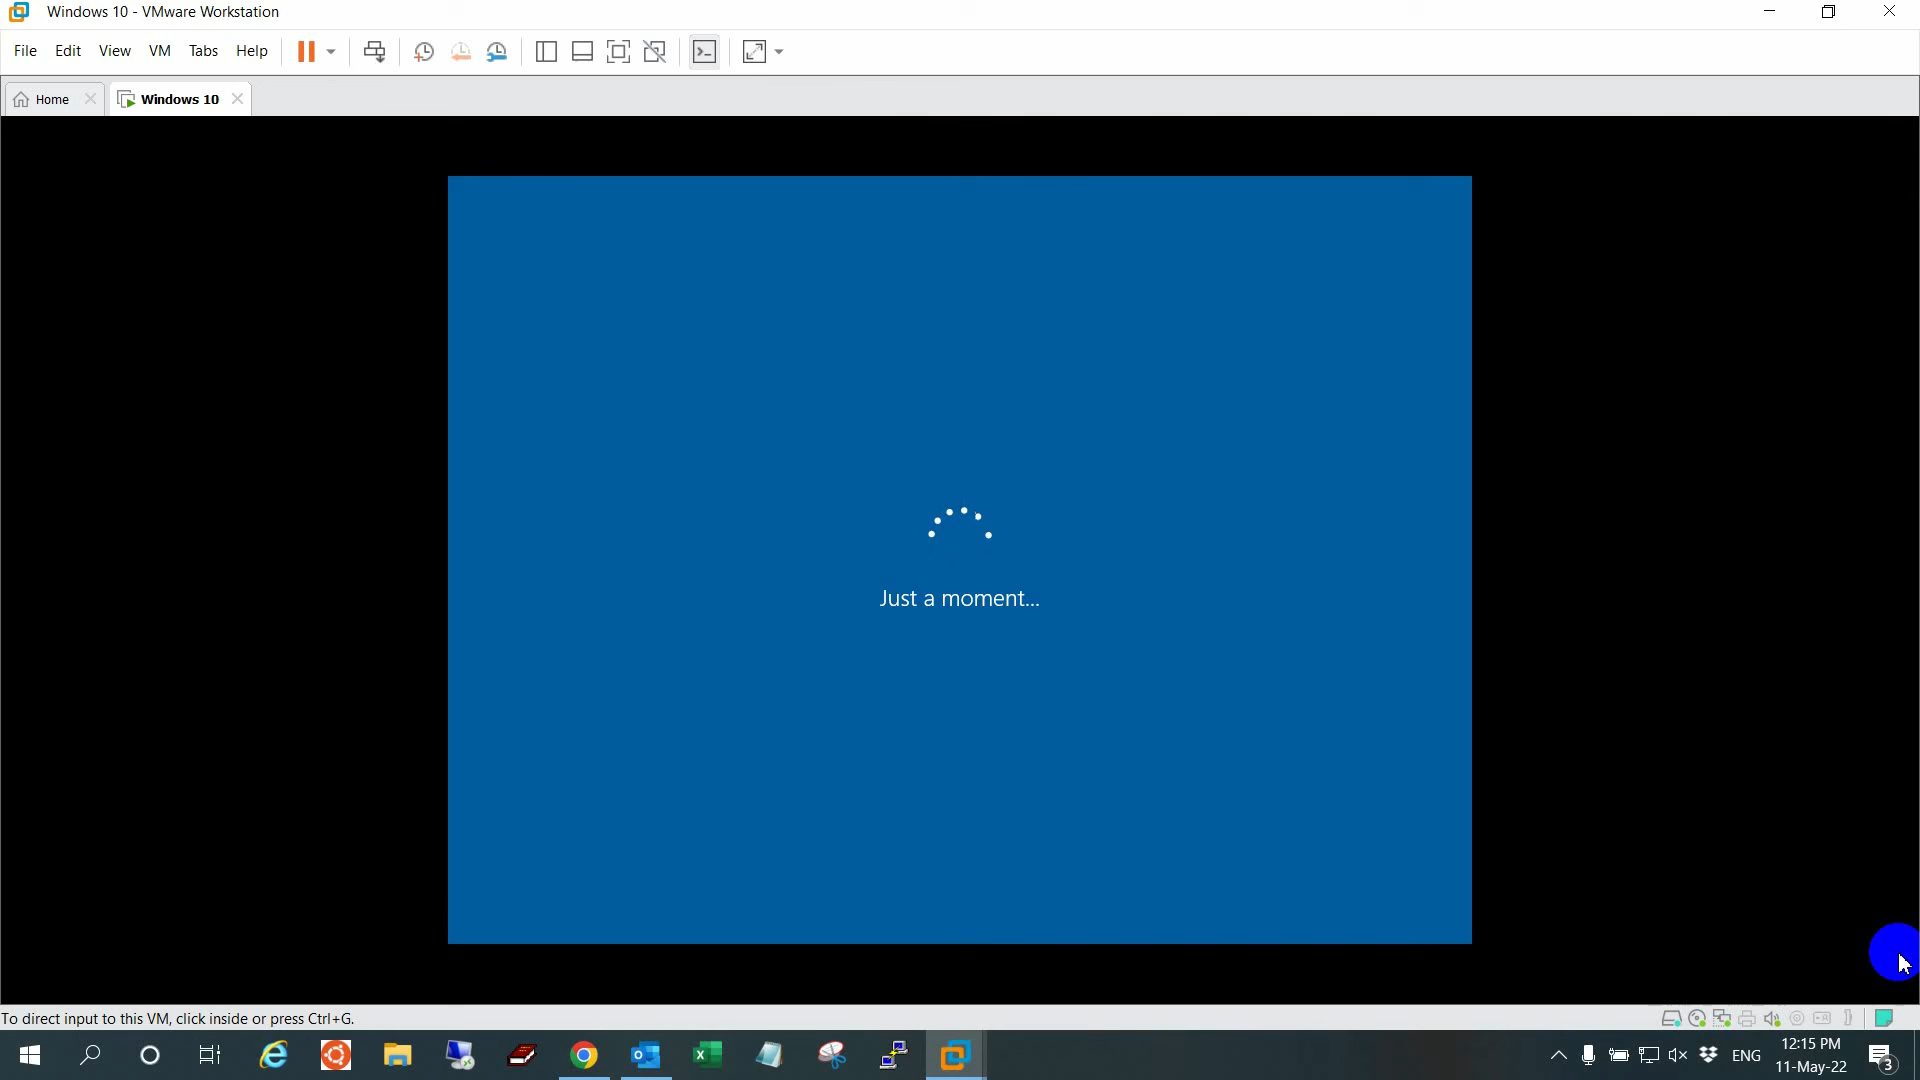 Windows 10 - VMware Workstation
File Edit View VM Tabs Help
Home Windows 10
Just a moment...
To direct input to this VM, click inside or press Ctrl+G.
ENG 12:15 PM
11-May-22 3